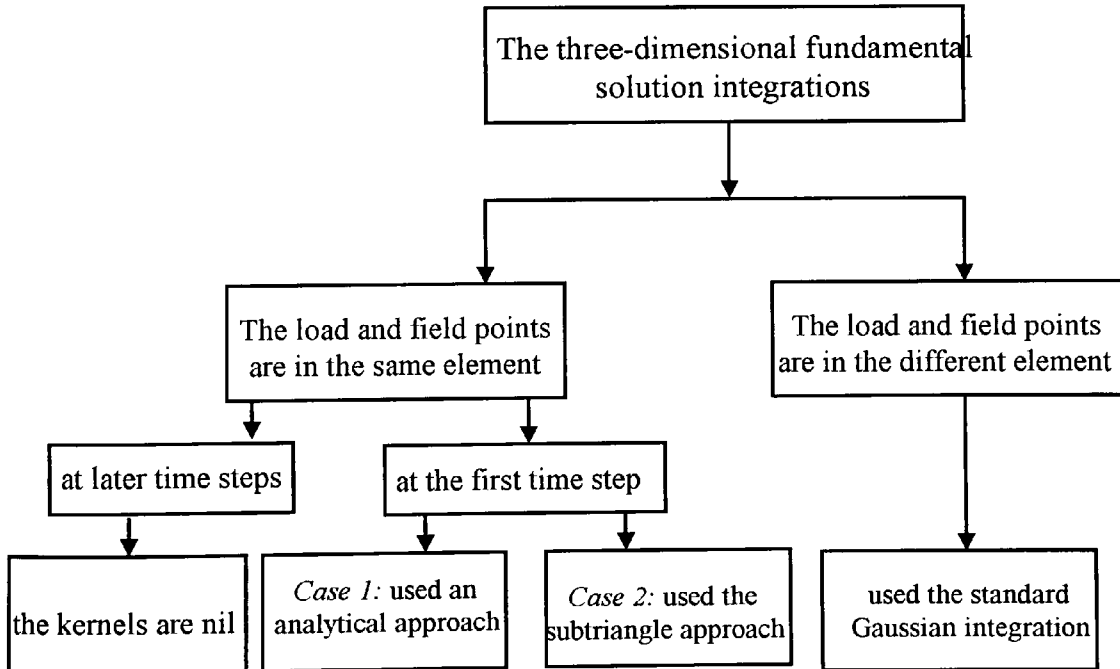 The three-dimensional fundamental
solution integrations
The load and field points
are in the same element
The load and field points
are in the different element
at later time steps
at the first time step
the kernels are nil
Case 1: used an
analytical approach
Case 2: used the
subtriangle approach
used the standard
Gaussian integration